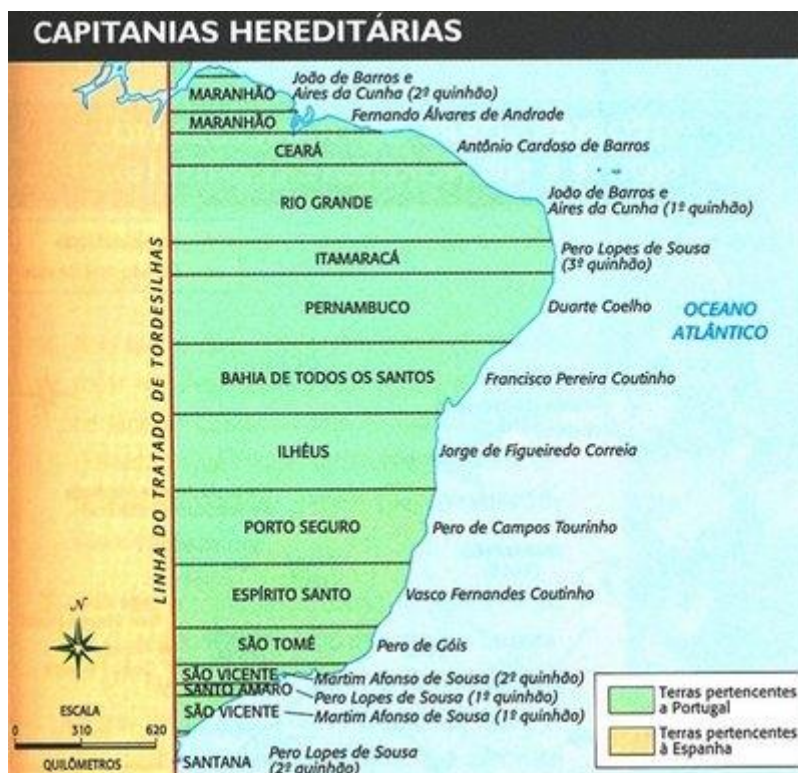 CAPITANIAS HEREDITÁRIAS
João de Barros e
Aires da Cunha (2º quinhão)
MARANHÃO
Fernando Álvares de Andrade
MARANHÃO
CEARÁ
Antônio Cardoso de Barros
RIO GRANDE
João de Barros e
Aires da Cunha (1º quinhão)
ITAMARACÁ
Pero Lopes de Sousa
(3º quinhão)
PERNAMBUCO
Duarte Coelho
OCEANO
ATLÂNTICO
BAHIA DE TODOS OS SANTOS
Francisco Pereira Coutinho
LINHA DO TRATADO DE TORDESILHAS
ILHÉUS
Jorge de Figueiredo Correia
PORTO SEGURO
Pero de Campos Tourinho
ESPÍRITO SANTO
Vasco Fernandes Coutinho
N
SÃO TOMÉ
Pero de Góis
SÃO VICENTE
Martim Afonso de Sousa (2º quinhão)
SANTO AMARO
Pero Lopes de Sousa (1º quinhão)
SÃO VICENTE
Martim Afonso de Sousa (1º quinhão)
SANTANA
Pero Lopes de Sousa
(2º quinhão)
ESCALA
0 310 620
QUILÔMETROS
Terras pertencentes
a Portugal
Terras pertencentes
à Espanha